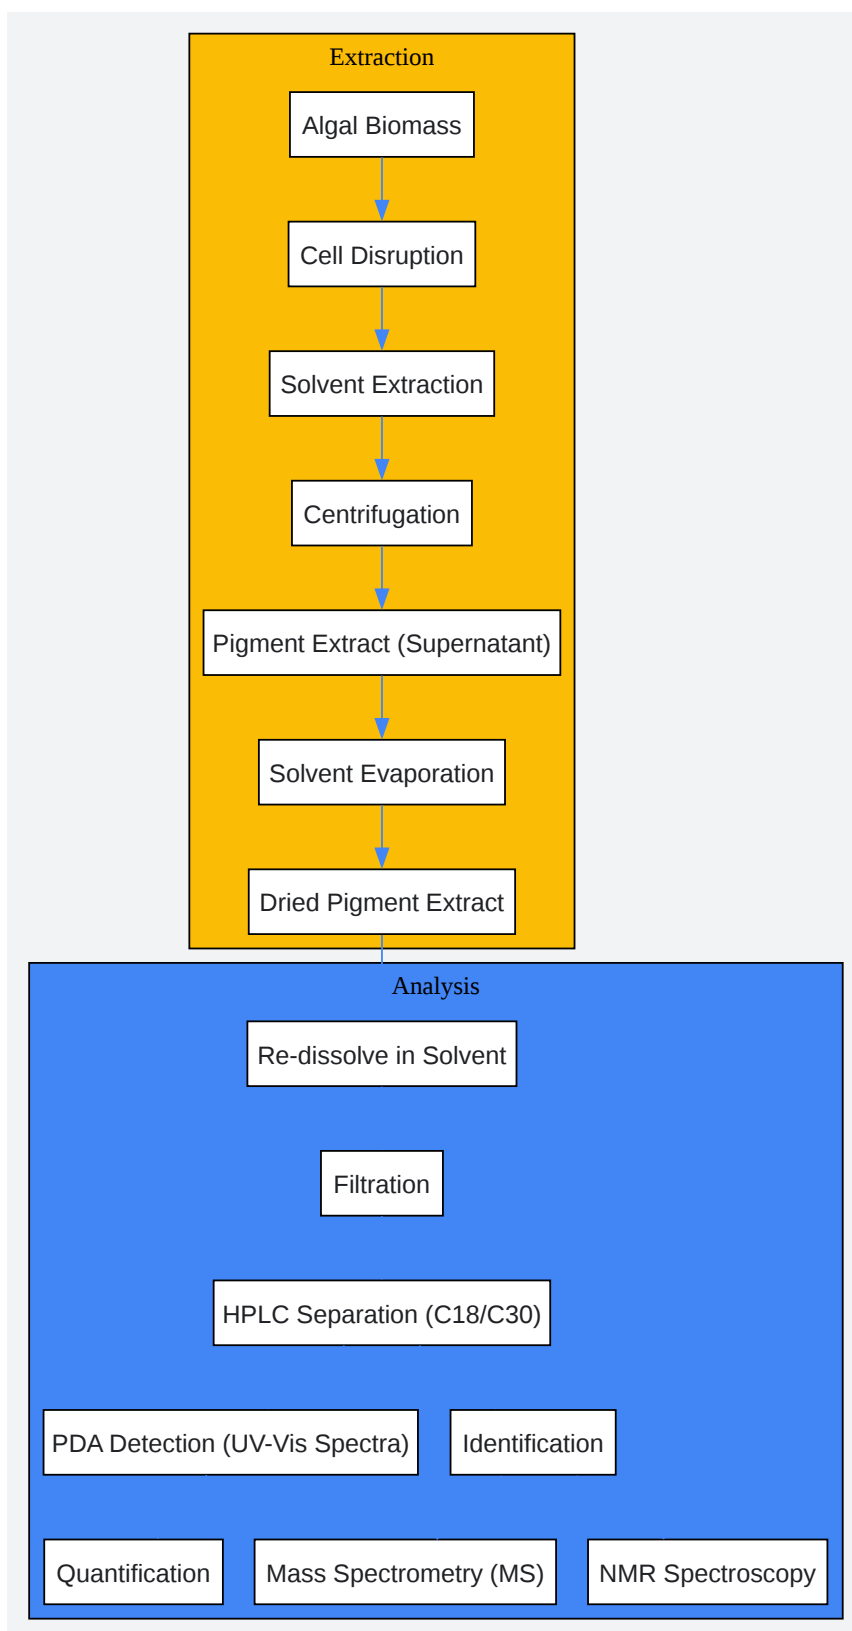 Extraction
Algal Biomass
Cell Disruption
Solvent Extraction
Centrifugation
Pigment Extract (Supernatant)
Solvent Evaporation
Dried Pigment Extract
Analysis
Re-dissolve in Solvent
Filtration
HPLC Separation (C18/C30)
PDA Detection (UV-Vis Spectra)
Identification
Quantification
Mass Spectrometry (MS)
NMR Spectroscopy